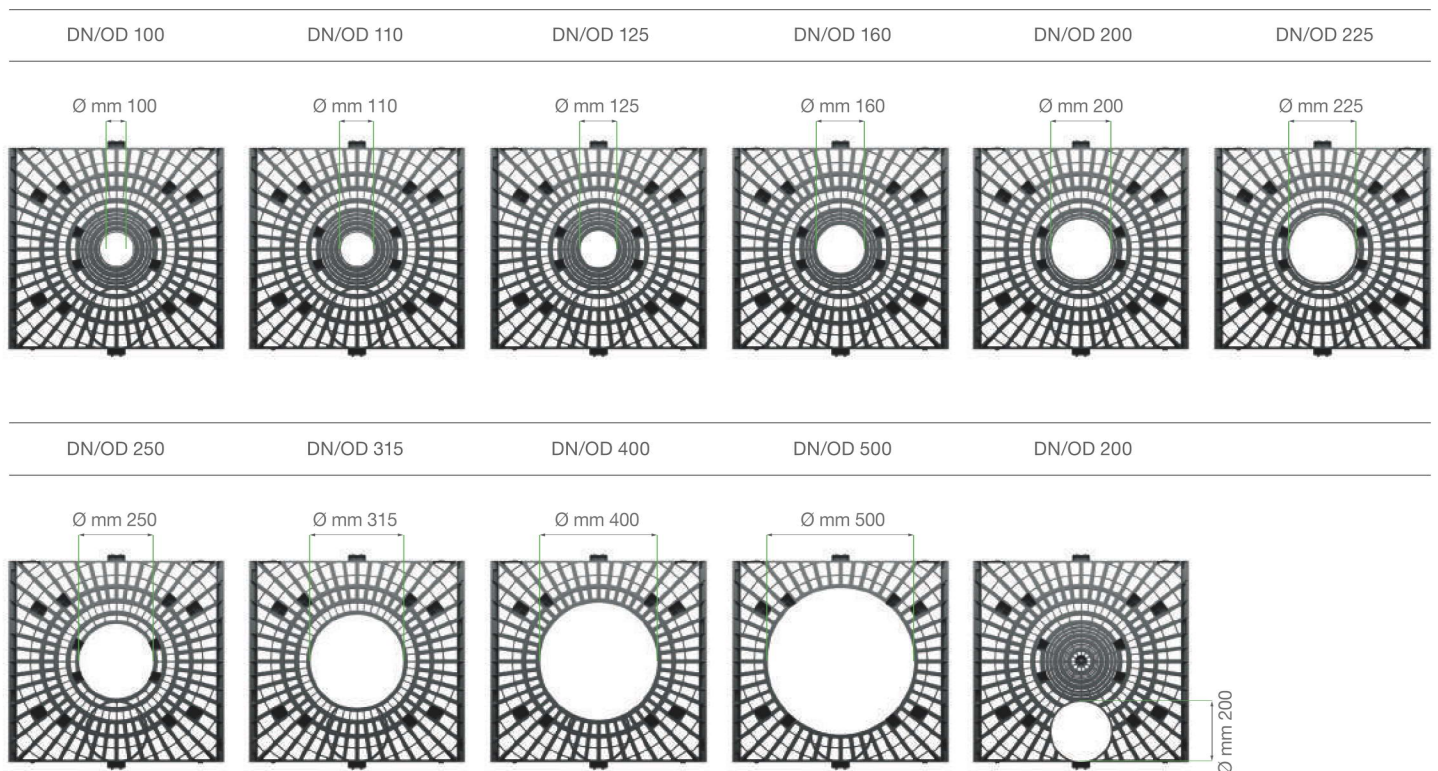 DN/OD 100 DN/OD 110 DN/OD 125 DN/OD 160 DN/OD 200 DN/OD 225
Ø mm 100 Ø mm 110 Ø mm 125 Ø mm 160 Ø mm 200 Ø mm 225
DN/OD 250 DN/OD 315 DN/OD 400 DN/OD 500 DN/OD 200
Ø mm 250 Ø mm 315 Ø mm 400 Ø mm 500
Ø mm 200